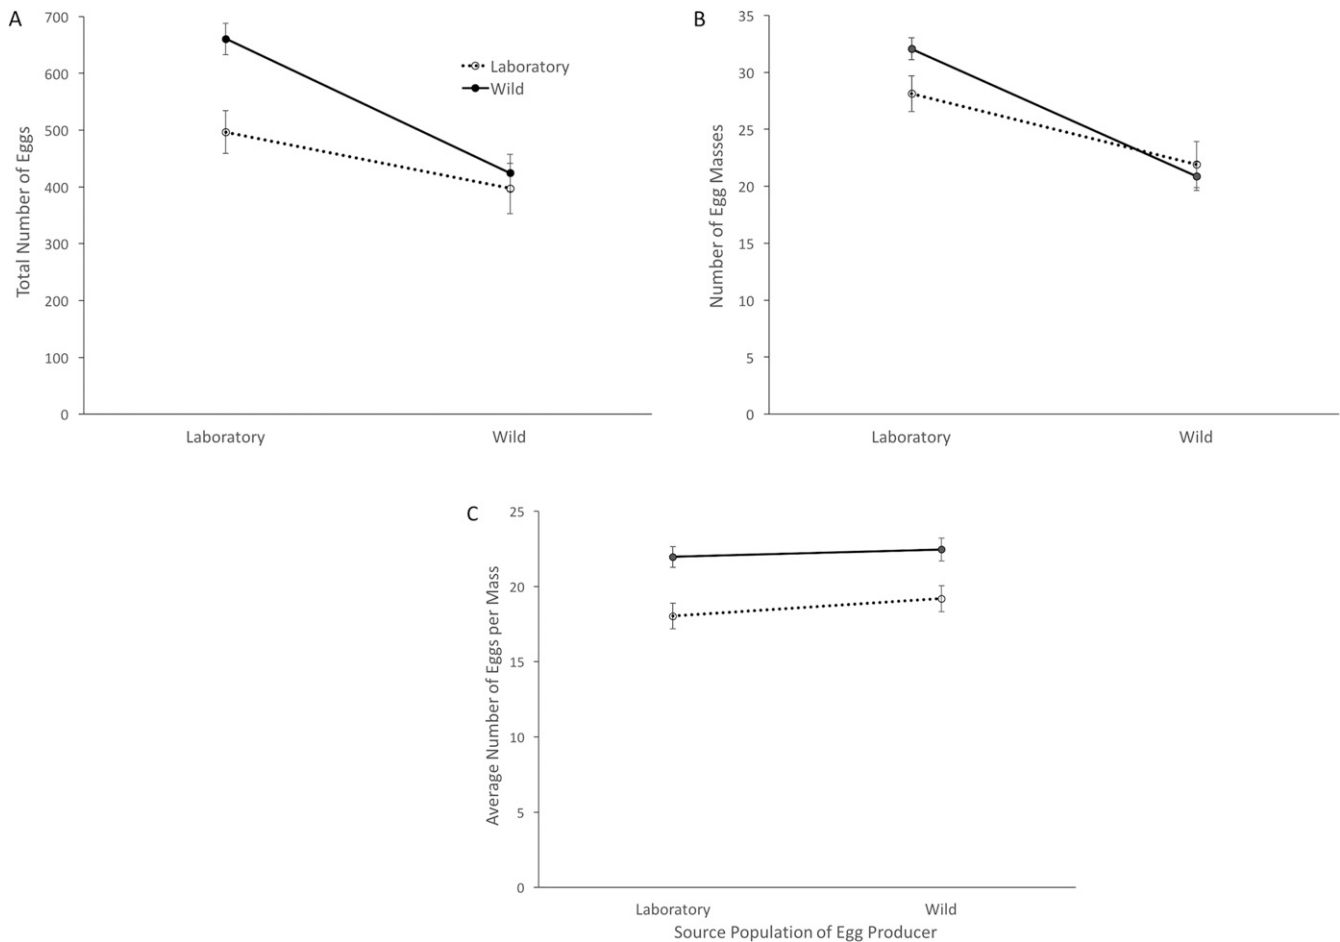 A
Total Number of Eggs
700
600
500
400
300
200
100
0
Laboratory
Wild
Laboratory Wild
B
Number of Egg Masses
35
30
25
20
15
10
5
0
Laboratory Wild
C
Average Number of Eggs per Mass
25
20
15
10
5
0
Laboratory Wild
Source Population of Egg Producer